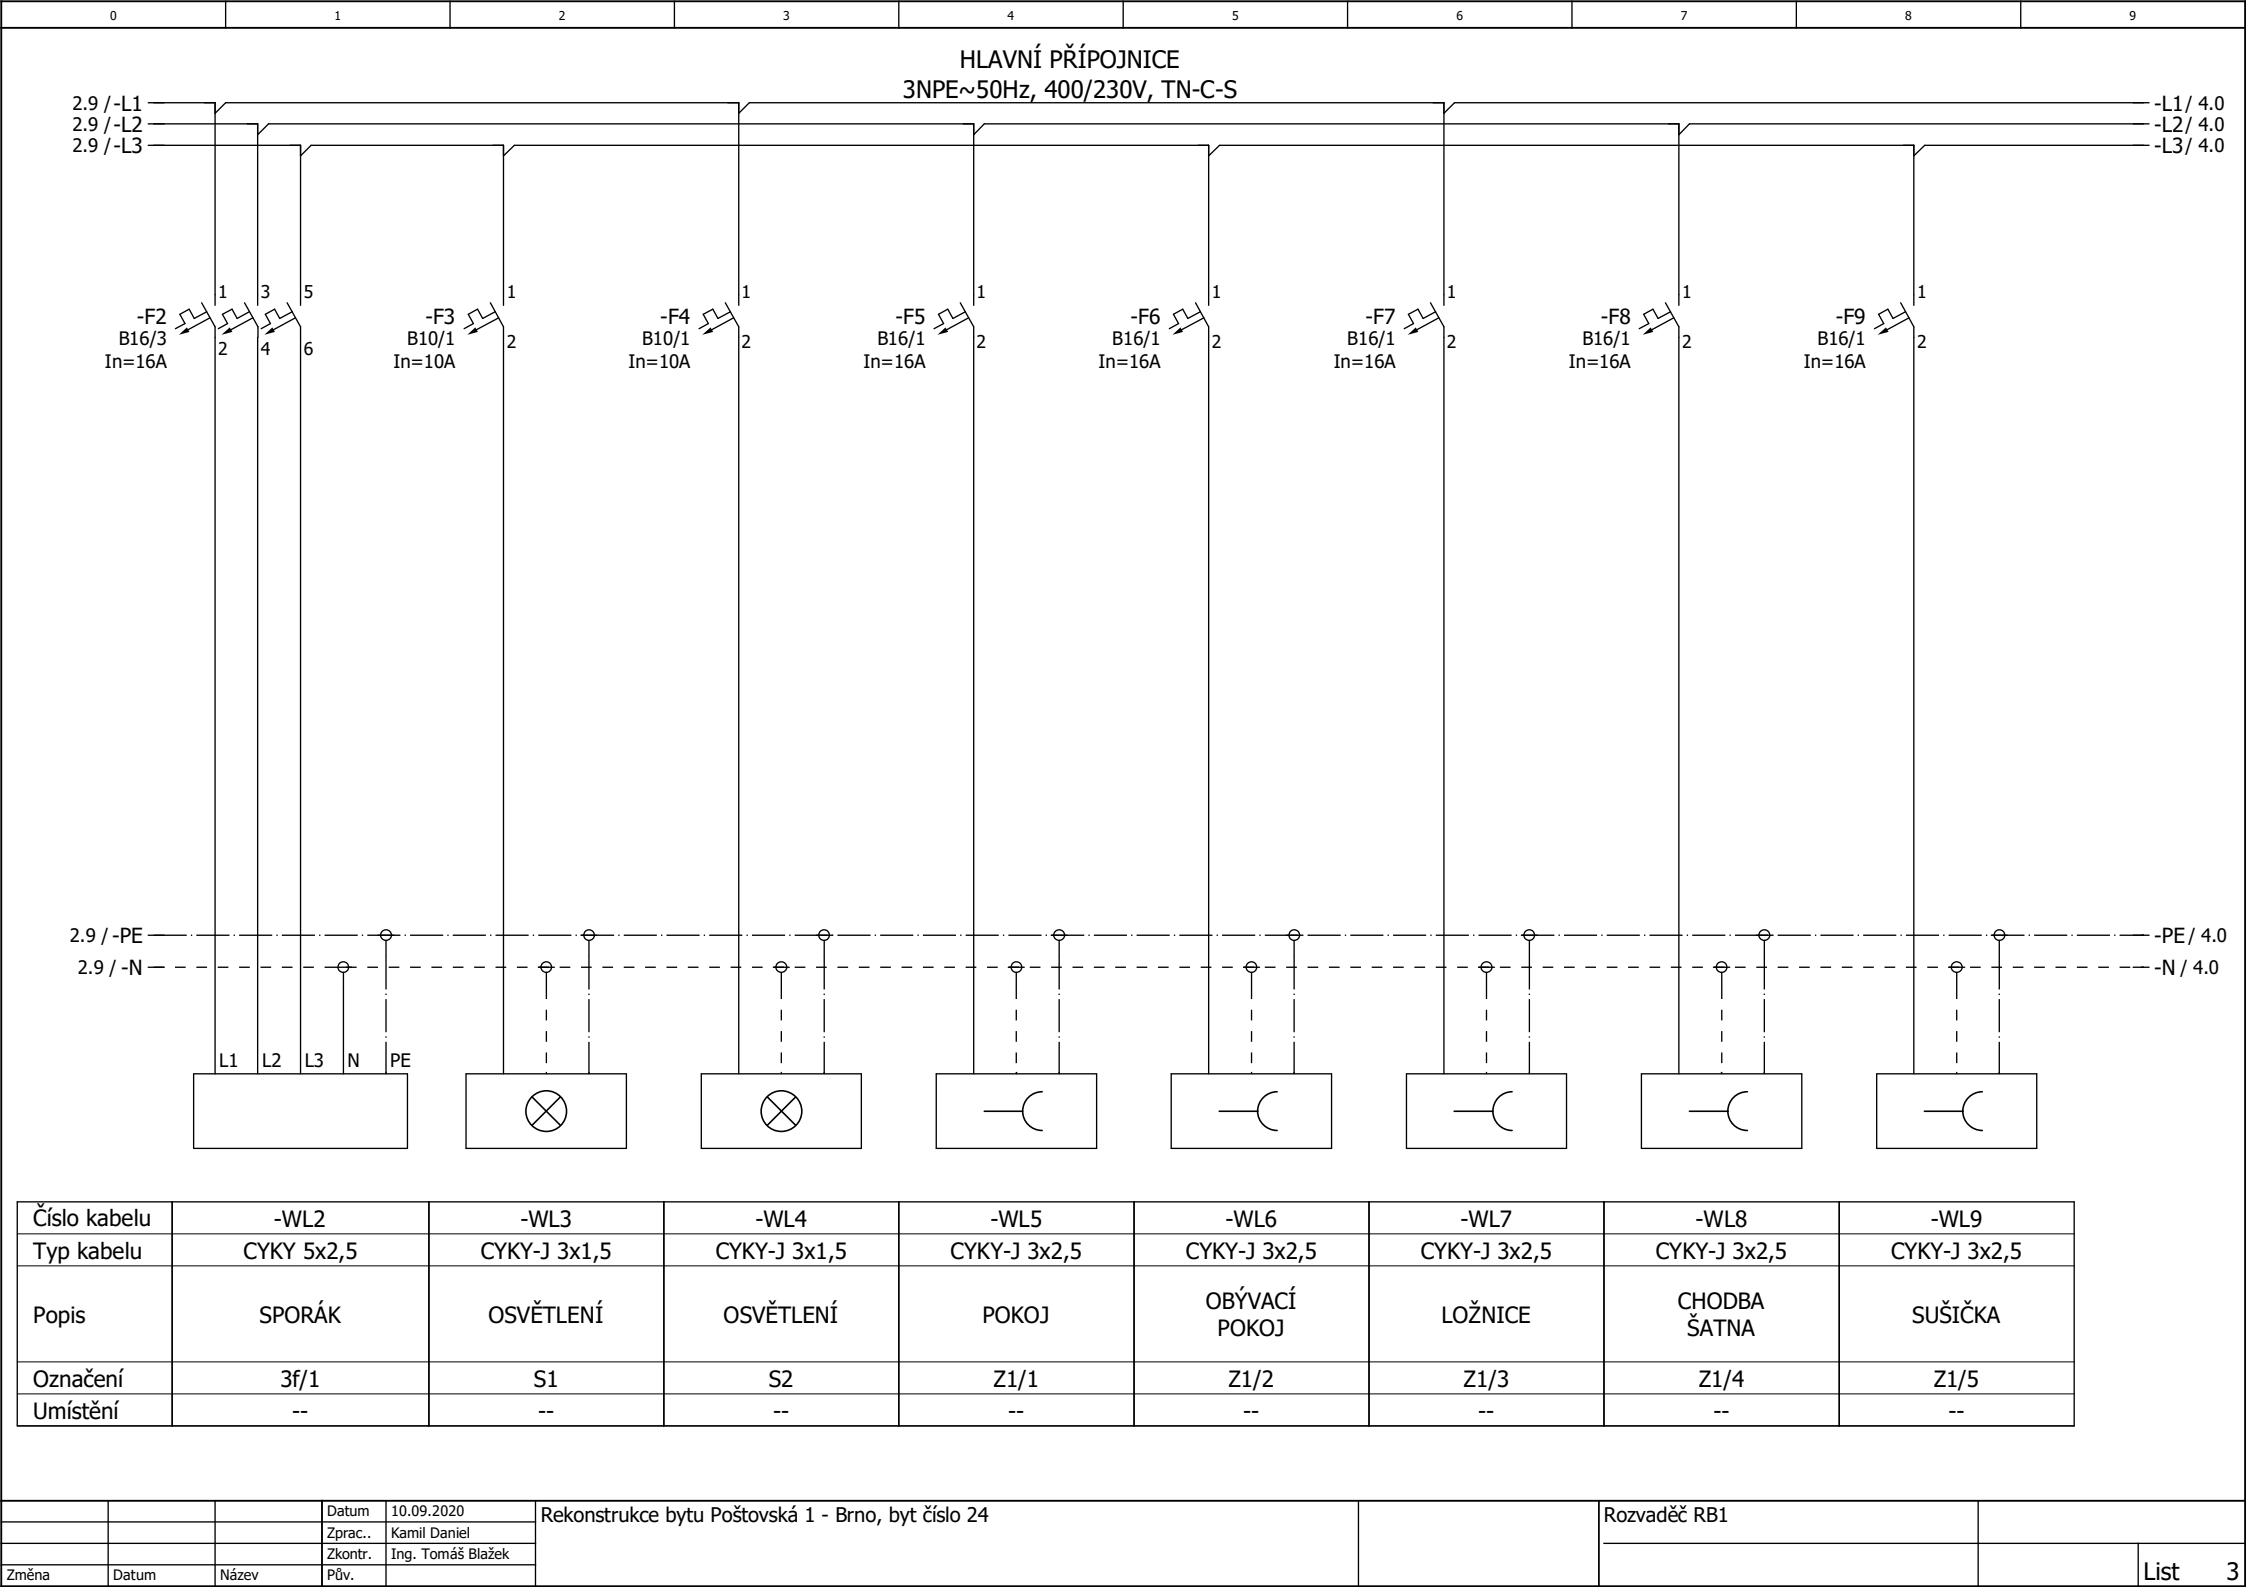 0 1 2 3 4 5 6 7 8 9
HLAVNÍ PŘÍPOJNICE
3NPE~50Hz, 400/230V, TN-C-S
2.9 /-L1 -L1/ 4.0
2.9 /-L2 -L2/ 4.0
2.9 /-L3 -L3/ 4.0
1 3 5 1 1 1 1 1 1 1
-F2 -F3 -F4 -F5 -F6 -F7 -F8 -F9
B16/3 B10/1 B10/1 B16/1 B16/1 B16/1 B16/1 B16/1
2 4 6 2 2 2 2 2 2 2
In=16A In=10A In=10A In=16A In=16A In=16A In=16A In=16A
2.9 / -PE -PE/ 4.0
2.9 / -N -N / 4.0
L1 L2 L3 N PE
Číslo kabelu -WL2 -WL3 -WL4 -WL5 -WL6 -WL7 -WL8 -WL9
Typ kabelu CYKY 5x2,5 CYKY-J 3x1,5 CYKY-J 3x1,5 CYKY-J 3x2,5 CYKY-J 3x2,5 CYKY-J 3x2,5 CYKY-J 3x2,5 CYKY-J 3x2,5
Popis SPORÁK OSVĚTLENÍ OSVĚTLENÍ POKOJ OBÝVACÍ POKOJ LOŽNICE CHODBA ŠATNA SUŠIČKA
Označení 3f/1 S1 S2 Z1/1 Z1/2 Z1/3 Z1/4 Z1/5
Umístění -- -- -- -- -- -- -- --
Datum 10.09.2020 Rekonstrukce bytu Poštovská 1 - Brno, byt číslo 24 Rozvaděč RB1
Zprac.. Kamil Daniel
Zkontr. Ing. Tomáš Blažek
Změna Datum Název Pův. List 3